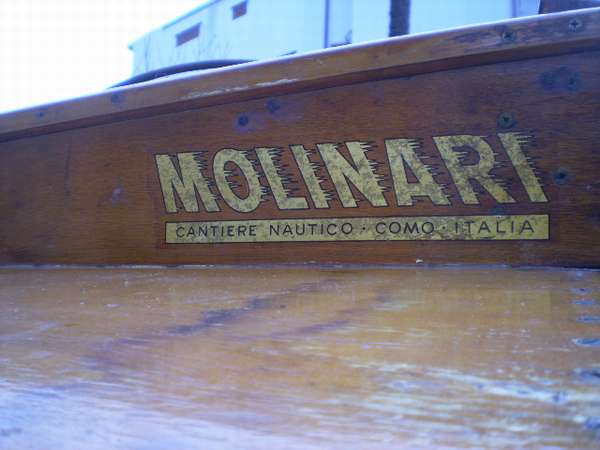 MOLINARI
CANTIERE NAUTICO · COMO · ITALIA